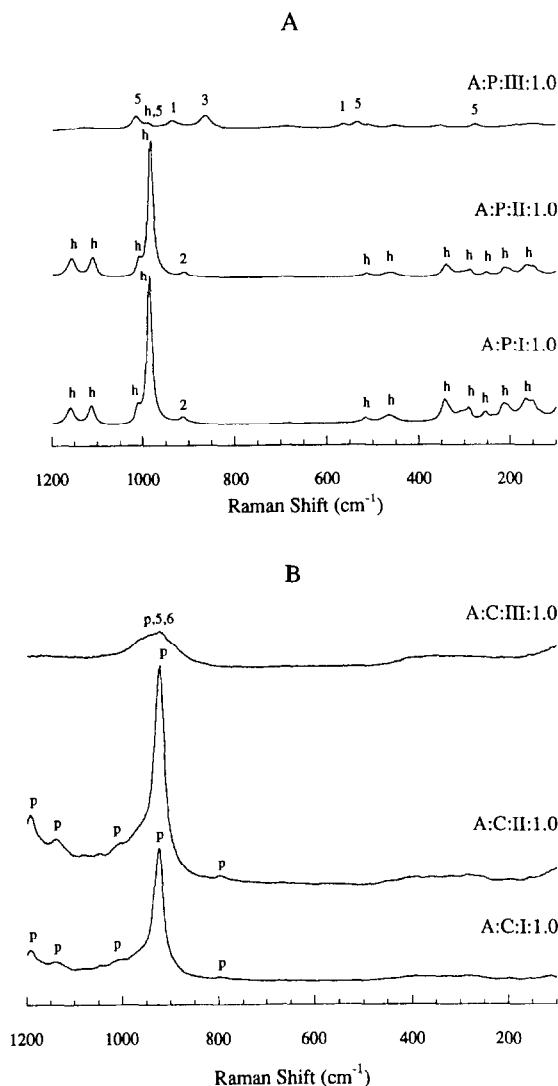 A
A:P:III:1.0
5
h,5
1
3
1
5
5
h
A:P:II:1.0
h
h
h
2
h
h
h
h
h
h
h
h
A:P:I:1.0
h
h
h
2
h
h
h
h
h
h
h
1200
1000
800
600
400
200
Raman Shift (cm⁻¹)
B
A:C:III:1.0
p,5,6
p
A:C:II:1.0
p
p
p
p
p
A:C:I:1.0
p
p
p
p
1200
1000
800
600
400
200
Raman Shift (cm⁻¹)